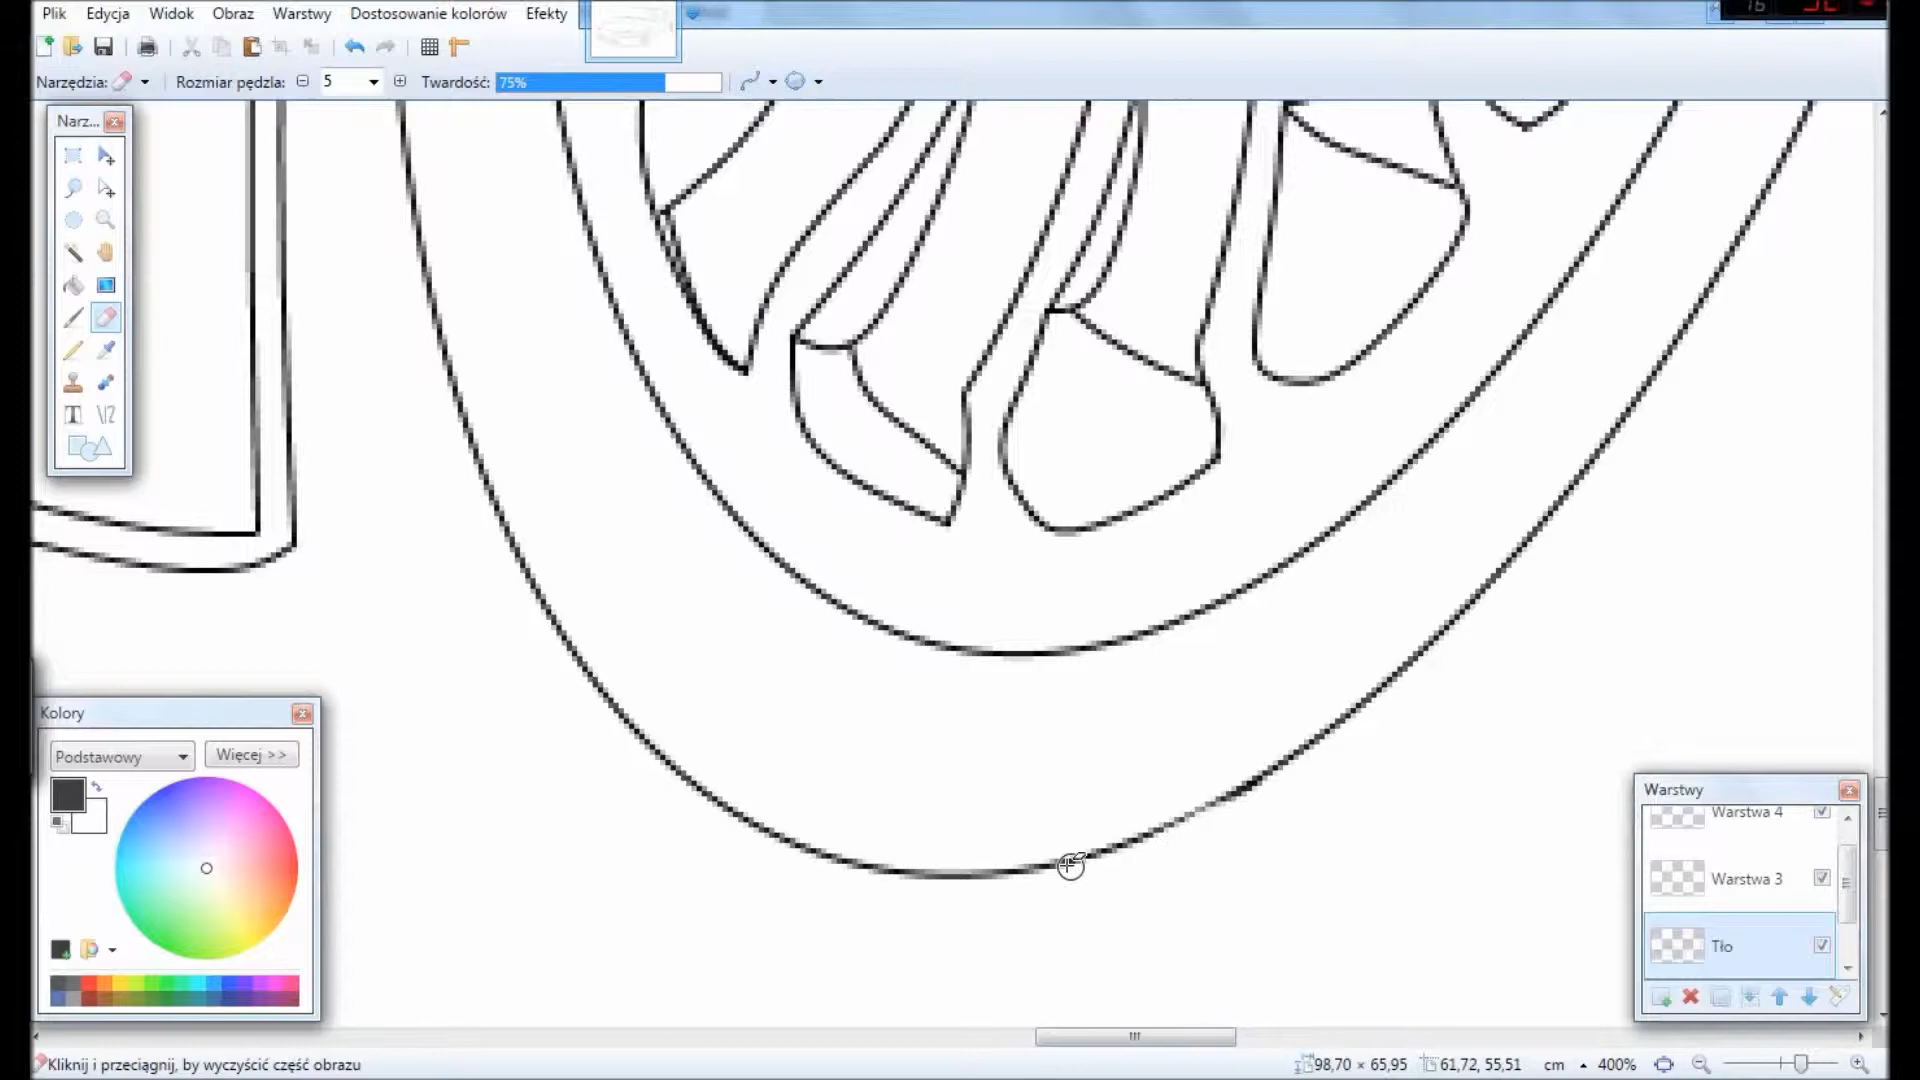 Plik Edycja Widok Obraz Warstwy Dostosowanie kolorów Efekty
Narzędzia: Rozmiar pędzla: 5 Twardość: 75%
Narz...
Kolory
Podstawowy Więcej >>
Warstwy
Warstwa 4
Warstwa 3
Tło
Kliknij i przeciągnij, by wyczyścić część obrazu 98,70 × 65,95 61,72, 55,51 cm 400%